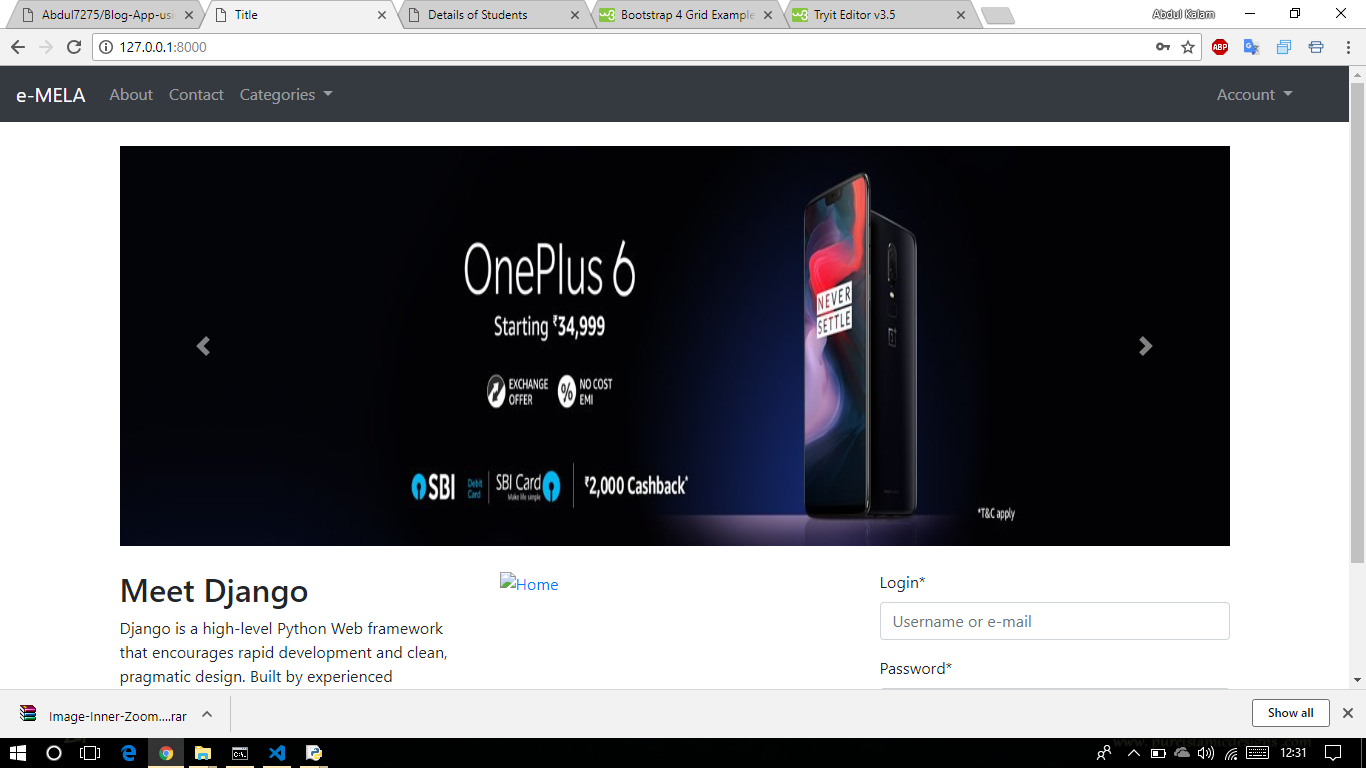 Abdul7275/Blog-App-usi
Title
Details of Students
Bootstrap 4 Grid Example
Tryit Editor v3.5
Abdul Kalam
127.0.0.1:8000
ABP
e-MELA
About
Contact
Categories
Account
OnePlus 6
Starting ₹34,999
EXCHANGE
OFFER
%
NO COST
EMI
NEVER
SETTLE
SBI
Debit
Card
SBI Card
Make life simple
₹2,000 Cashback*
*T&C apply
Meet Django
Django is a high-level Python Web framework
that encourages rapid development and clean,
pragmatic design. Built by experienced
Home
Login*
Username or e-mail
Password*
Image-Inner-Zoom....rar
Show all
12:31